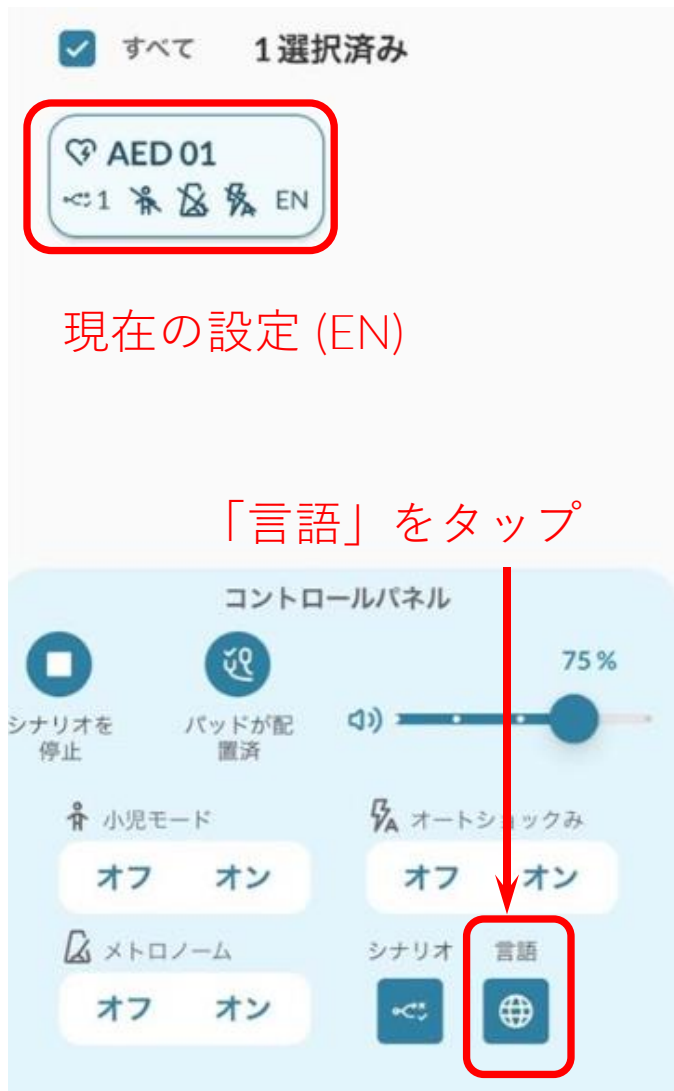 すべて 1 選択済み
AED 01
1 EN
現在の設定 (EN)
「言語」をタップ
コントロールパネル
75 %
シナリオを
停止
パッドが配
置済
小児モード
オフ オン
オートショックみ
オフ オン
メトロノーム
オフ オン
シナリオ
言語